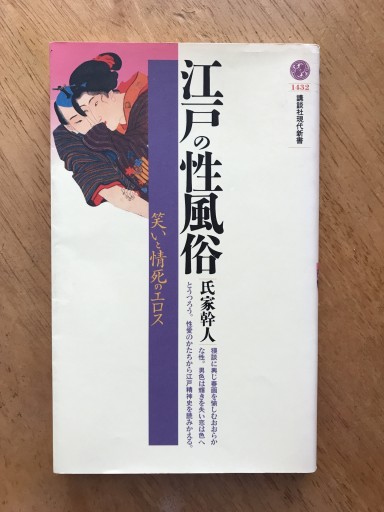 1432
講談社現代新書
江戸の性風俗
笑いと情死のエロス
氏家幹人
猥談に興じ春画を愉しむおおらか
な性。男色は輝きを失い恋は色へ
とうつろう。性愛のかたちから江戸精神史を読みかえる。